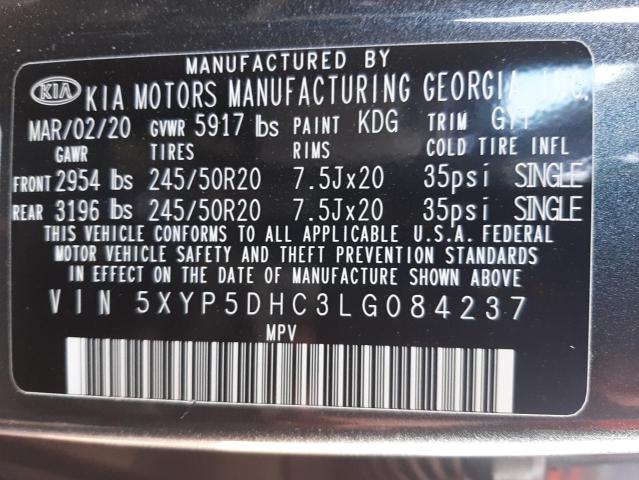 MANUFACTURED BY
KIA KIA MOTORS MANUFACTURING GEORGIA, INC.
MAR/02/20 GVWR 5917 lbs PAINT KDG TRIM
GAWR TIRES RIMS COLD TIRE INFL
FRONT 2954 lbs 245/50R20 7.5Jx20 35psi SINGLE
REAR 3196 lbs 245/50R20 7.5Jx20 35psi SINGLE
THIS VEHICLE CONFORMS TO ALL APPLICABLE U.S.A. FEDERAL
MOTOR VEHICLE SAFETY AND THEFT PREVENTION STANDARDS
IN EFFECT ON THE DATE OF MANUFACTURE SHOWN ABOVE.
VIN 5XYP5DHC3LG084237
MPV